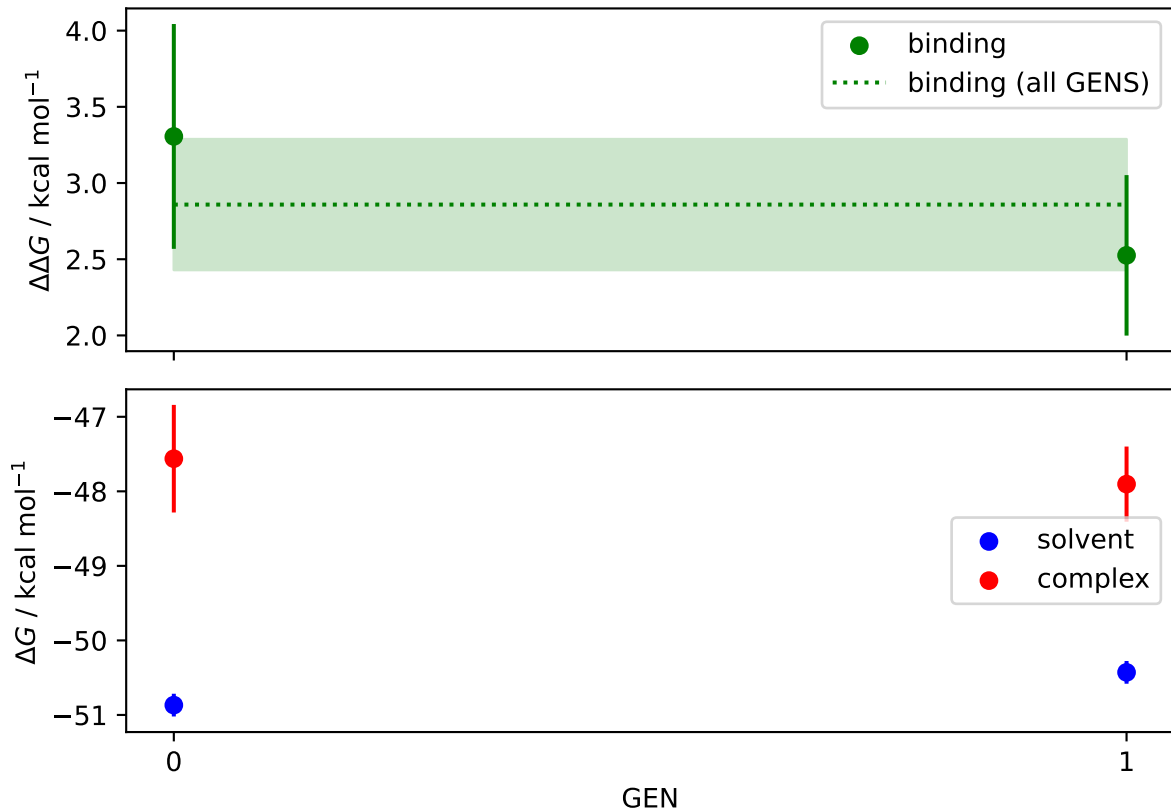 4.0
3.5
3.0
2.5
2.0
ΔΔG / kcal mol⁻¹
binding
binding (all GENS)
−47
−48
−49
−50
−51
ΔG / kcal mol⁻¹
solvent
complex
0
1
GEN